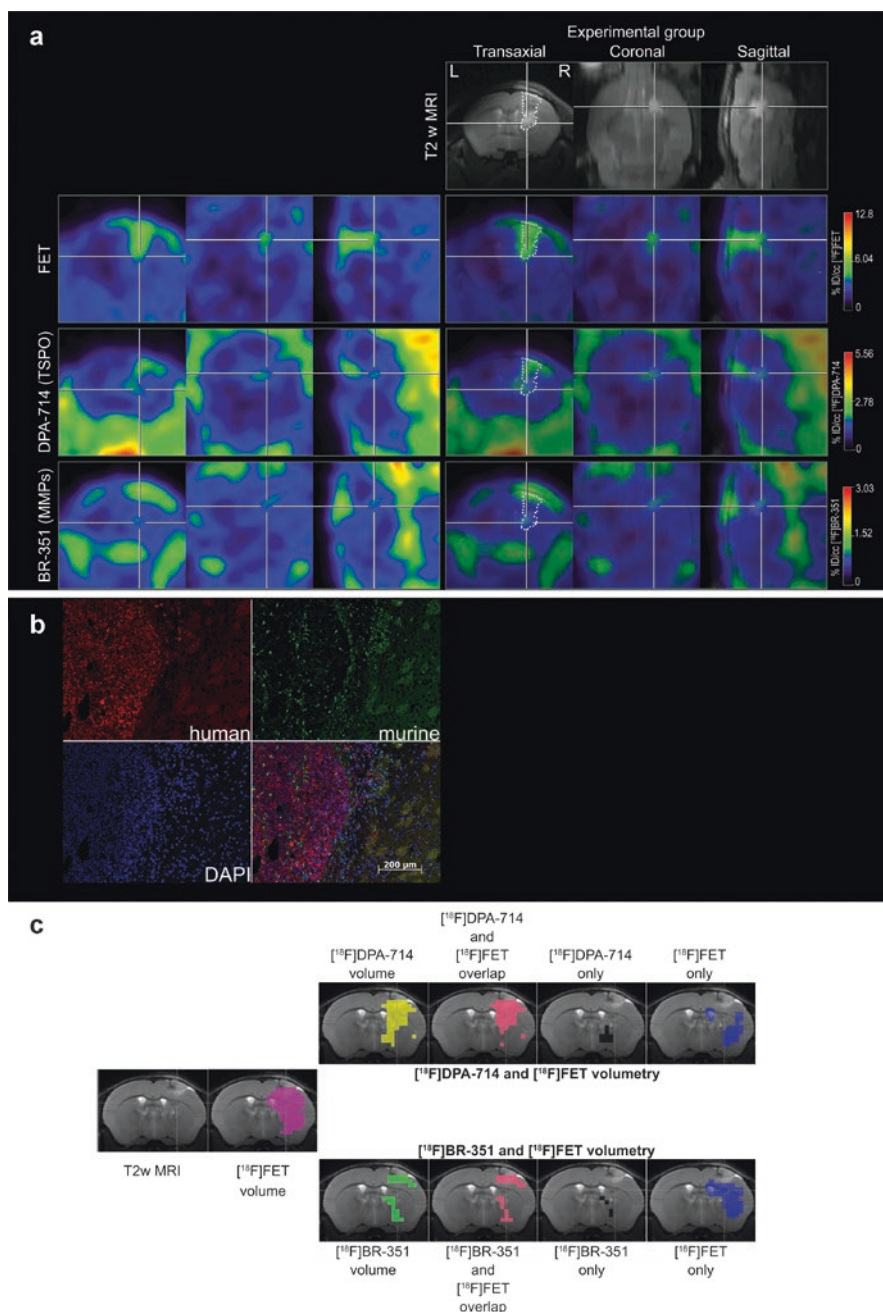 a
Experimental group
Transaxial
Coronal
Sagittal
L
R
T2 w MRI
FET
12.8
6.04
0
% ID/cc [¹⁸F]FET
DPA-714 (TSPO)
5.56
2.78
0
% ID/cc [¹⁸F]DPA-714
BR-351 (MMPs)
3.03
1.52
0
% ID/cc [¹⁸F]BR-351
b
human
murine
DAPI
200 µm
c
[¹⁸F]DPA-714
volume
[¹⁸F]DPA-714
and
[¹⁸F]FET
overlap
[¹⁸F]DPA-714
only
[¹⁸F]FET
only
[¹⁸F]DPA-714 and [¹⁸F]FET volumetry
T2w MRI
[¹⁸F]FET
volume
[¹⁸F]BR-351 and [¹⁸F]FET volumetry
[¹⁸F]BR-351
volume
[¹⁸F]BR-351
and
[¹⁸F]FET
overlap
[¹⁸F]BR-351
only
[¹⁸F]FET
only